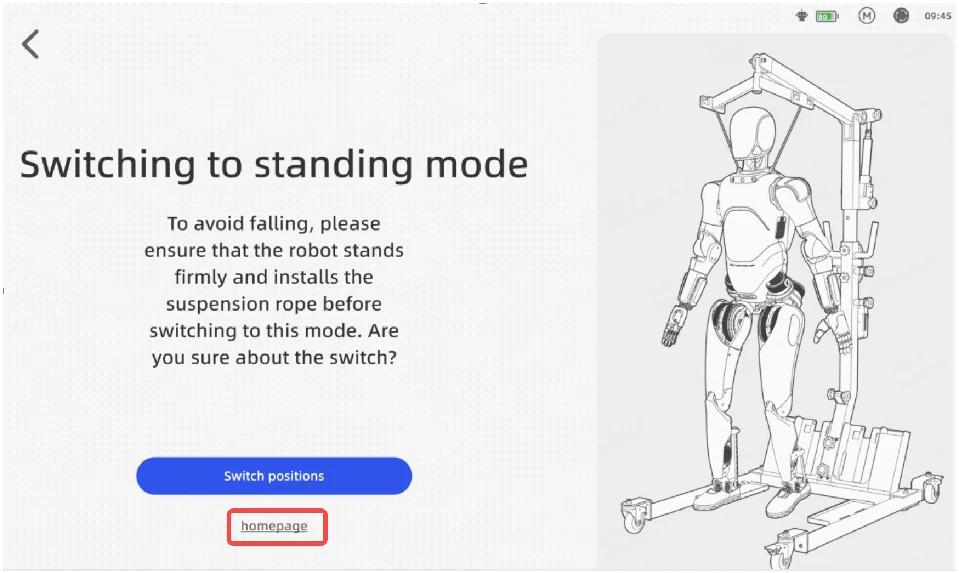 80
M
09:45
Switching to standing mode
To avoid falling, please
ensure that the robot stands
firmly and installs the
suspension rope before
switching to this mode. Are
you sure about the switch?
Switch positions
homepage